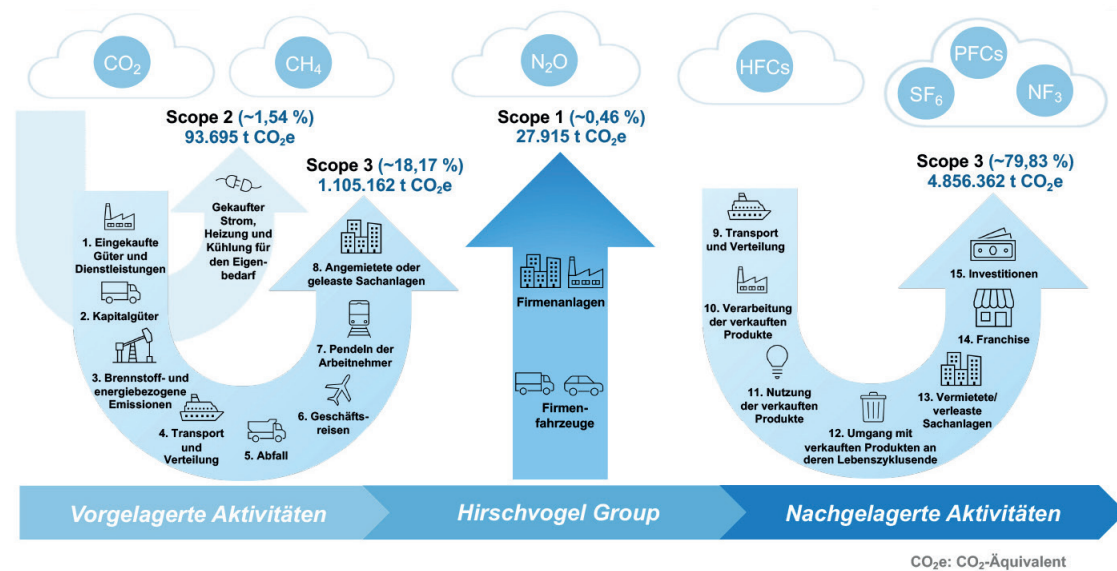 CO₂
CH₄
N₂O
HFCs
PFCs
SF₆
NF₃
Scope 2 (~1,54 %)
93.695 t CO₂e
Scope 3 (~18,17 %)
1.105.162 t CO₂e
Scope 1 (~0,46 %)
27.915 t CO₂e
Scope 3 (~79,83 %)
4.856.362 t CO₂e
Gekaufter
Strom,
Heizung und
Kühlung für
den Eigen-
bedarf
1. Eingekaufte
Güter und
Dienstleistungen
2. Kapitalgüter
3. Brennstoff- und
energiebezogene
Emissionen
4. Transport
und
Verteilung
5. Abfall
6. Geschäfts-
reisen
7. Pendeln der
Arbeitnehmer
8. Angemietete oder
geleaste Sachanlagen
Firmenanlagen
Firmen-
fahrzeuge
9. Transport
und Verteilung
10. Verarbeitung
der verkauften
Produkte
11. Nutzung
der verkauften
Produkte
12. Umgang mit
verkauften Produkten an
deren Lebenszyklusende
13. Vermietete/
verleaste
Sachanlagen
14. Franchise
15. Investitionen
Vorgelagerte Aktivitäten
Hirschvogel Group
Nachgelagerte Aktivitäten
CO₂e: CO₂-Äquivalent